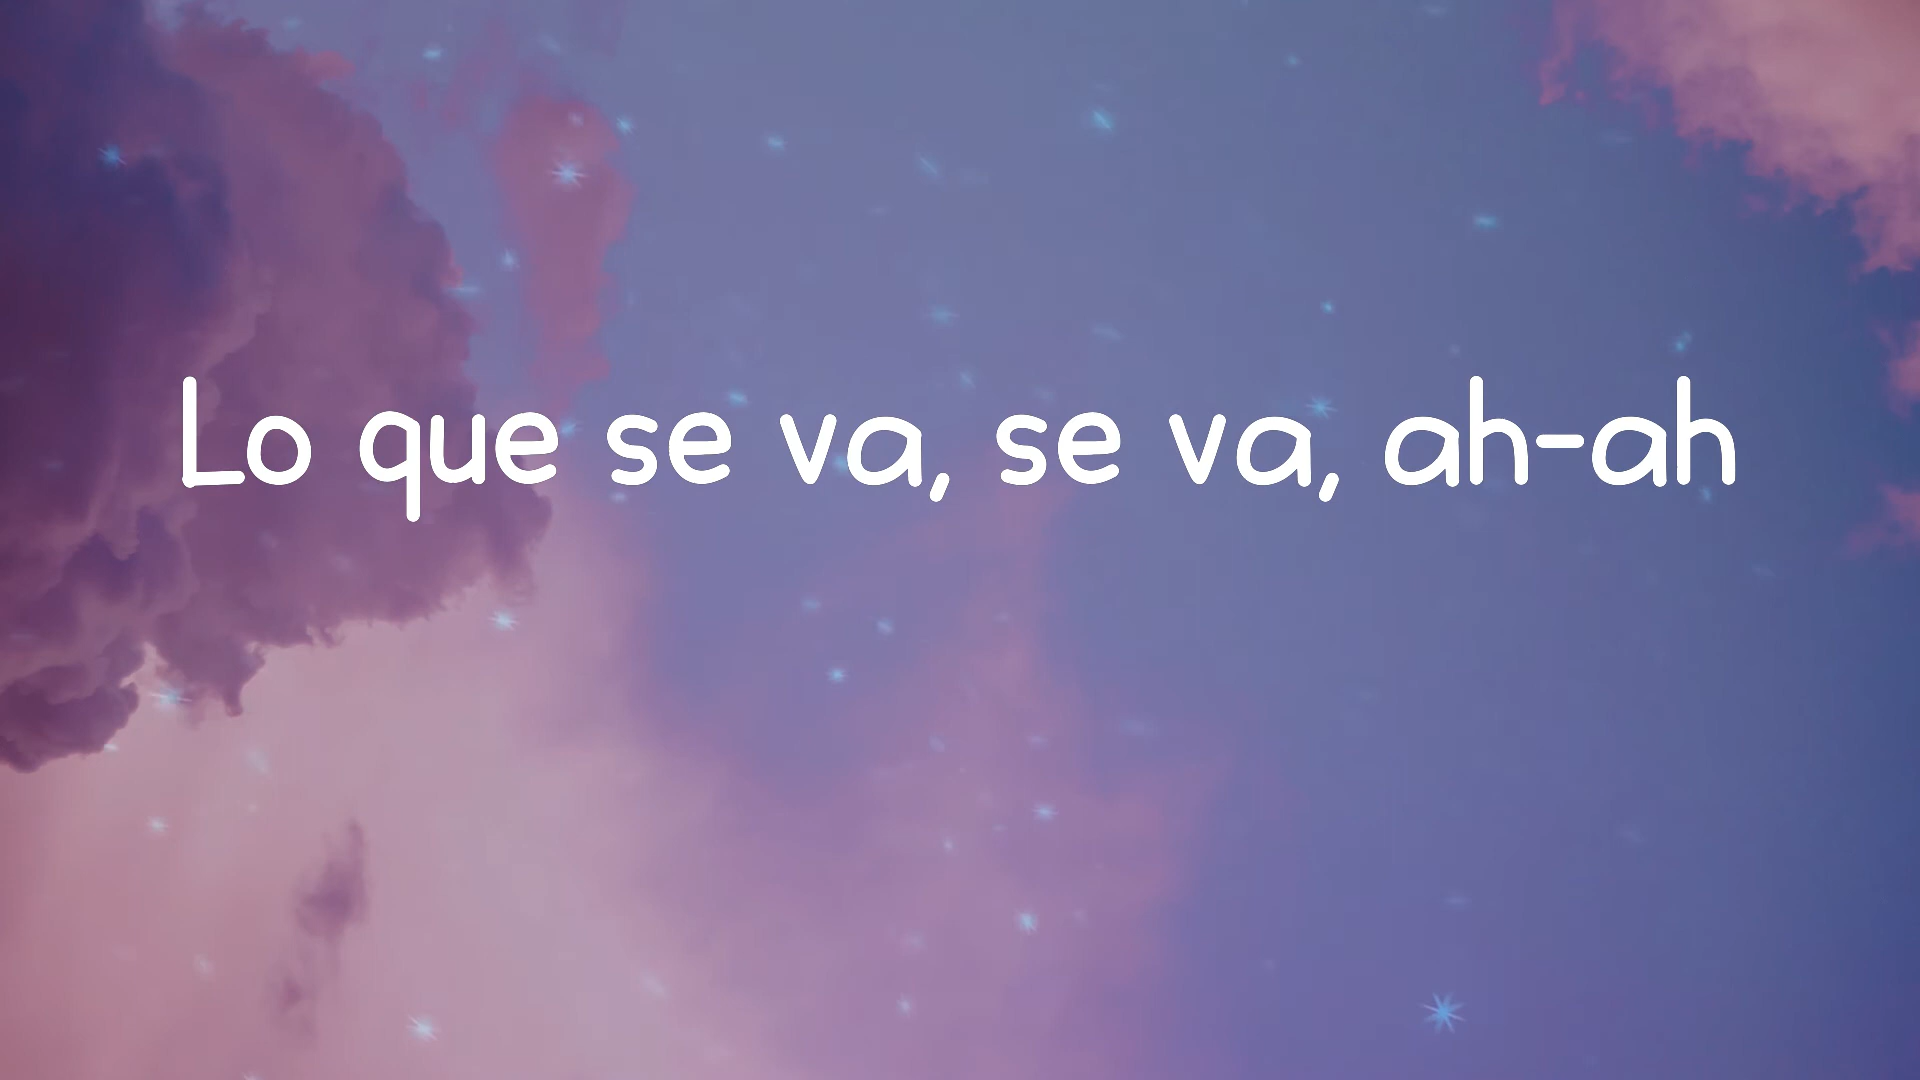 Lo que se va, se va, ah-ah